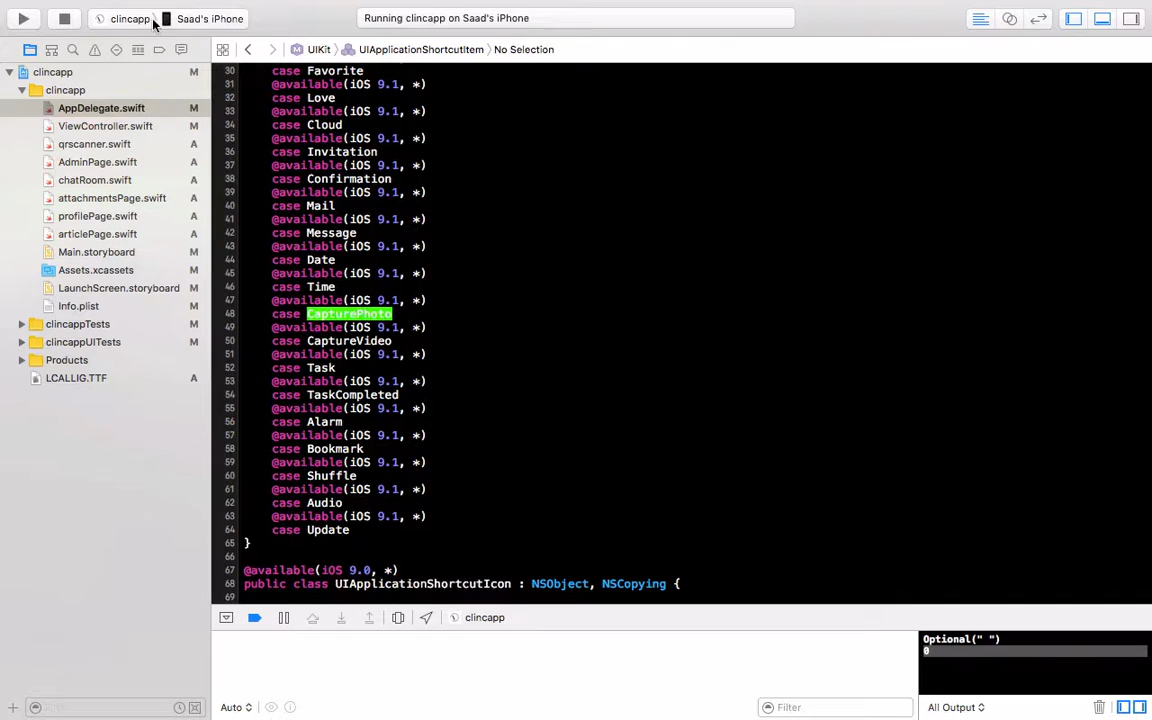 clincapp Saad's iPhone
Running clincapp on Saad's iPhone
UIKit UIApplicationShortcutItem No Selection
clincapp M
clincapp
AppDelegate.swift M
ViewController.swift M
qrscanner.swift A
AdminPage.swift A
chatRoom.swift A
attachmentsPage.swift A
profilePage.swift A
articlePage.swift A
Main.storyboard M
Assets.xcassets M
LaunchScreen.storyboard M
Info.plist M
clincappTests
clincappUITests
Products
LCALLIG.TTF A
30 case Favorite
31 @available(iOS 9.1, *)
32 case Love
33 @available(iOS 9.1, *)
34 case Cloud
35 @available(iOS 9.1, *)
36 case Invitation
37 @available(iOS 9.1, *)
38 case Confirmation
39 @available(iOS 9.1, *)
40 case Mail
41 @available(iOS 9.1, *)
42 case Message
43 @available(iOS 9.1, *)
44 case Date
45 @available(iOS 9.1, *)
46 case Time
47 @available(iOS 9.1, *)
48 case CapturePhoto
49 @available(iOS 9.1, *)
50 case CaptureVideo
51 @available(iOS 9.1, *)
52 case Task
53 @available(iOS 9.1, *)
54 case TaskCompleted
55 @available(iOS 9.1, *)
56 case Alarm
57 @available(iOS 9.1, *)
58 case Bookmark
59 @available(iOS 9.1, *)
60 case Shuffle
61 @available(iOS 9.1, *)
62 case Audio
63 @available(iOS 9.1, *)
64 case Update
65 }
66
67 @available(iOS 9.0, *)
68 public class UIApplicationShortcutIcon : NSObject, NSCopying {
69
clincapp
Optional(" ")
0
Filter
Auto
Filter
All Output